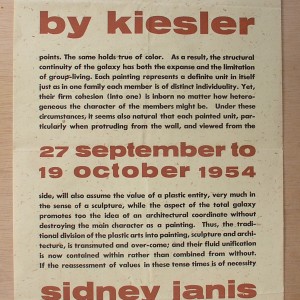 by kiesler
points. The same holds true of color. As a result, the structural
continuity of the galaxy has both the expanse and the limitation
of group-living. Each painting represents a definite unit in itself
just as in one family each member is of distinct individuality. Yet,
their firm cohesion (into one) is inborn no matter how hetero-
geneous the character of the members might be. Under these
circumstances, it seems also natural that each painted unit, par-
ticularly when protruding from the wall, and viewed from the
27 september to
19 october 1954
side, will also assume the value of a plastic entity, very much in
the sense of a sculpture, while the aspect of the total galaxy
promotes too the idea of an architectural coordinate without
destroying the main character as a painting. Thus, the tradi-
tional division of the plastic arts into painting, sculpture and archi-
tecture, is transmuted and over-come; and their fluid unification
is now contained within rather than combined from without.
If the reassessment of values in these tense times is of necessity
sidney janis